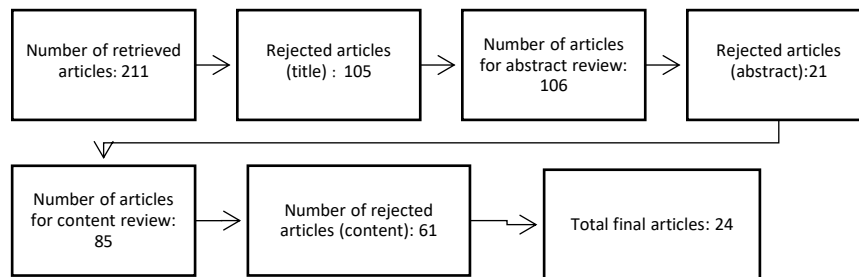 Number of retrieved
articles: 211
Rejected articles
(title) : 105
Number of articles
for abstract review:
106
Rejected articles
(abstract):21
Number of articles
for content review:
85
Number of rejected
articles (content): 61
Total final articles: 24